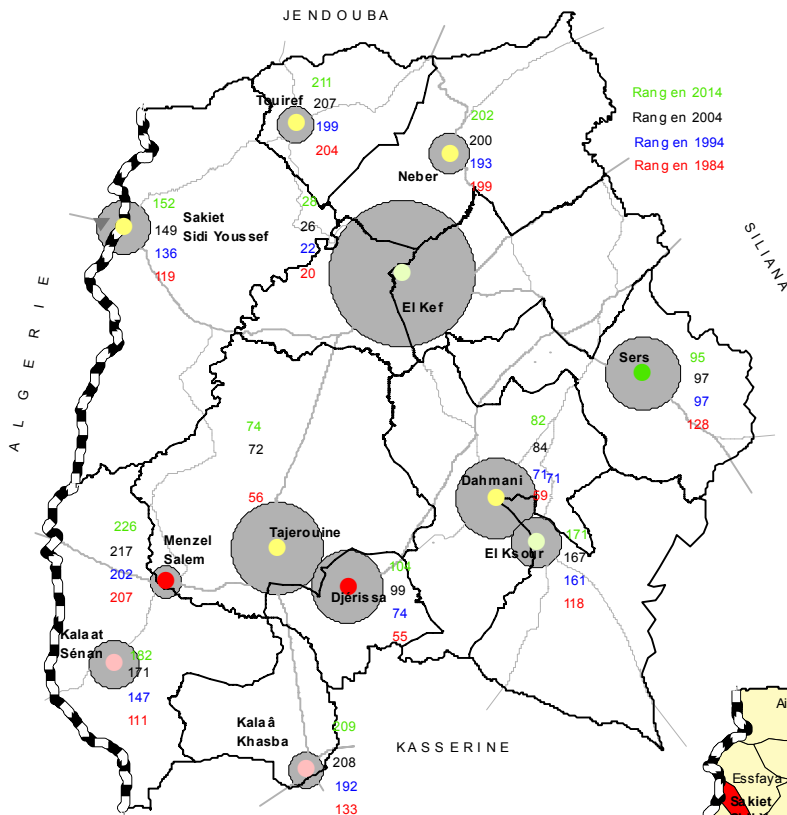 JENDOUBA
Rang en 2014
Rang en 2004
Rang en 1994
Rang en 1984
211
Touiref
207
199
204
202
200
Neber
193
199
152
Sakiet
149
Sidi Youssef
136
119
28
26
22
20
El Kef
SILIANA
ALGERIE
Sers
95
97
97
128
74
72
56
82
84
71
71
69
Dahmani
Tajerouine
El Ksour
171
167
161
118
226
217
202
207
Menzel
Salem
104
99
Djérissa
74
55
Kalaat
Sénan
182
171
147
111
Kalaâ
Khasba
209
208
192
133
KASSERINE
Ai
Essfaya
Sakiet